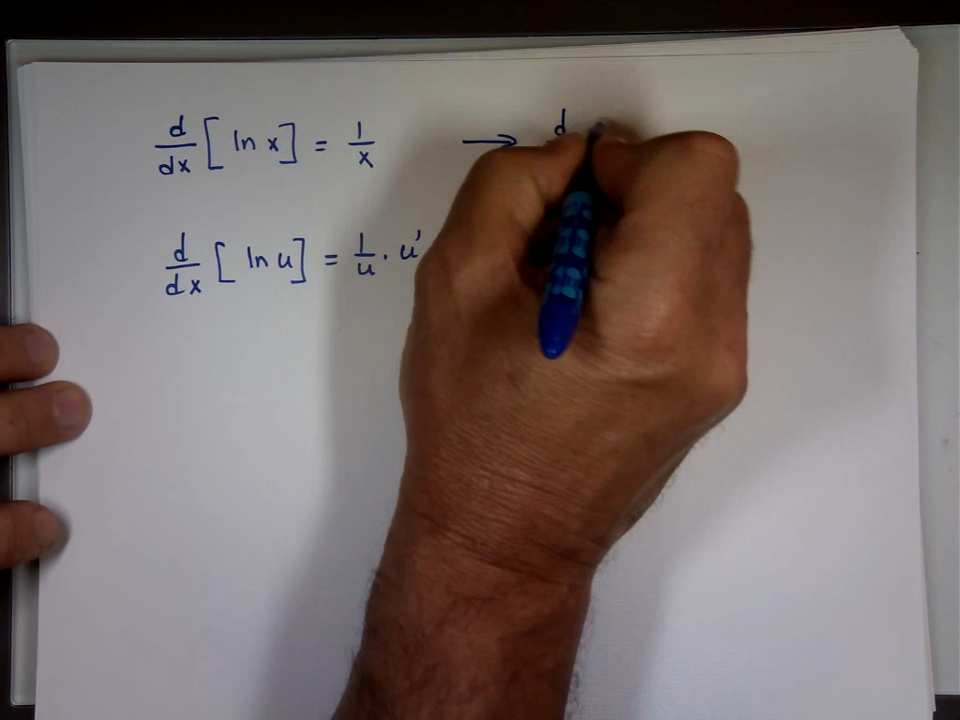 d/dx [ ln x ] = 1/x → d
d/dx [ ln u ] = 1/u · u'